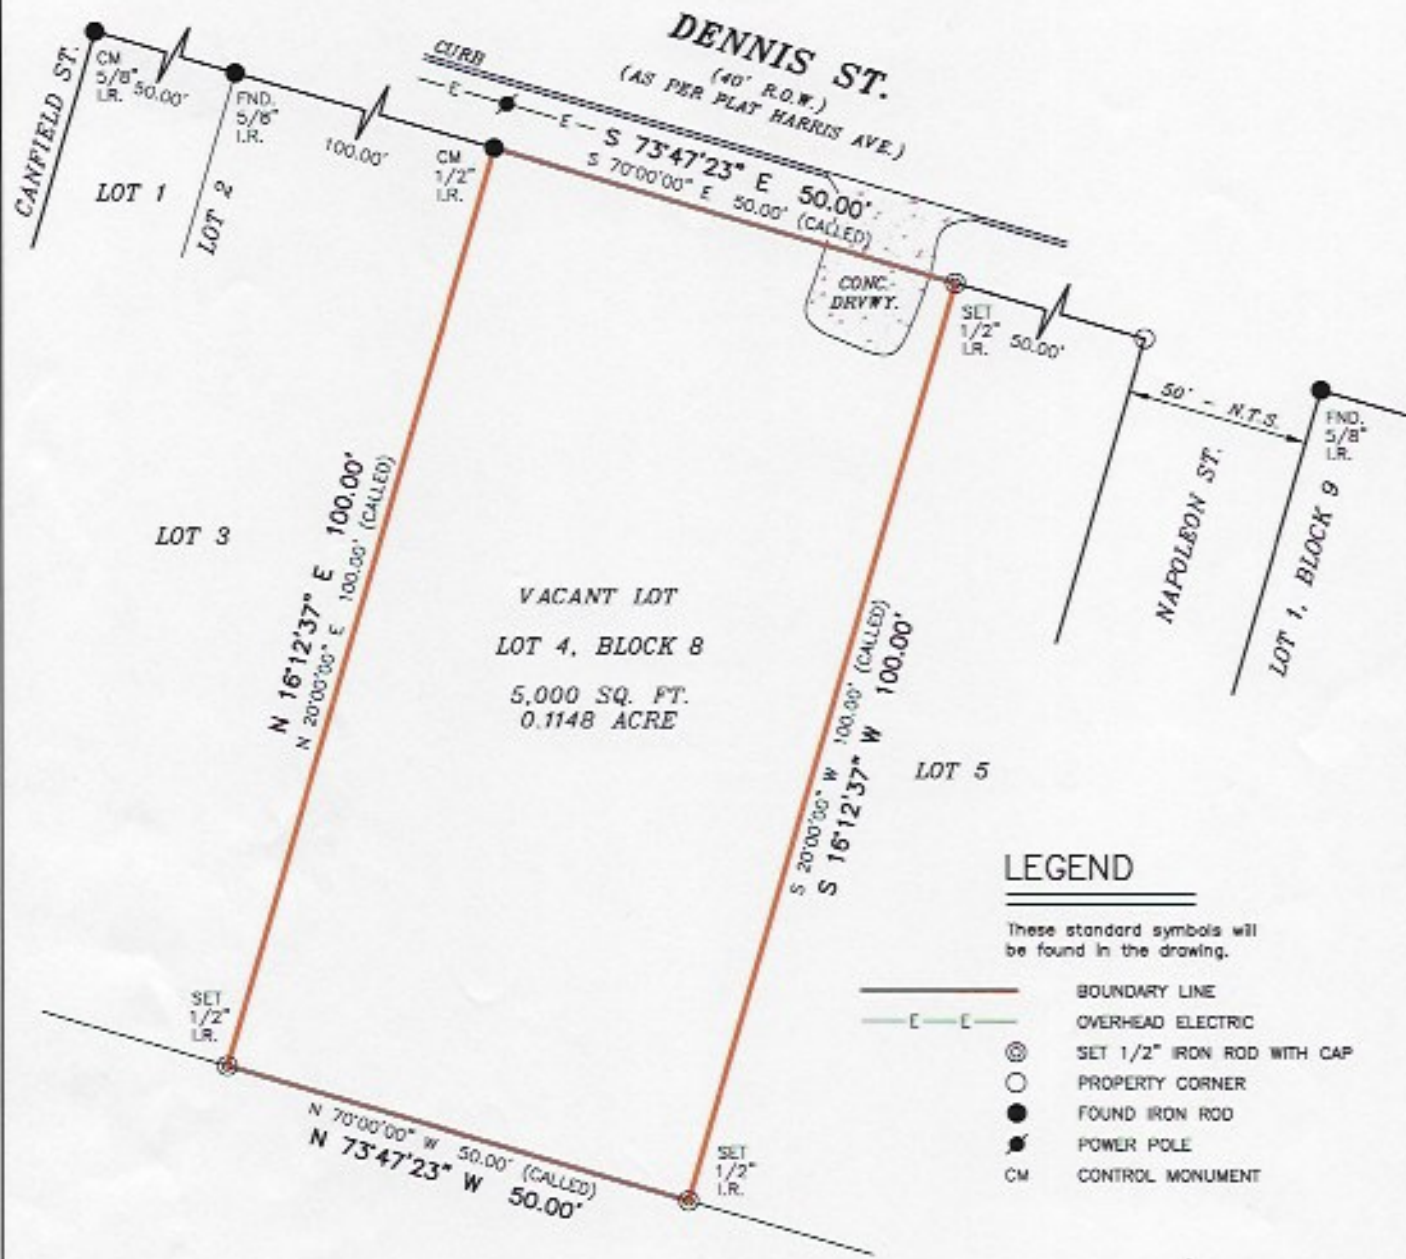 DENNIS ST.
(40' R.O.W.)
(AS PER PLAT HARRIS AVE.)
CURB
E
E
CANFIELD ST.
CM
5/8"
I.R.
50.00'
FND.
5/8"
I.R.
LOT 1
LOT 2
100.00'
CM
1/2"
I.R.
S 73°47'23" E 50.00'
S 70°00'00" E 50.00' (CALLED)
CONC.
DRVWY.
SET
1/2"
I.R.
50.00'
50' - N.T.S.
FND.
5/8"
I.R.
NAPOLEON ST.
LOT 1, BLOCK 9
LOT 3
N 16°12'37" E 100.00'
N 20°00'00" E 100.00' (CALLED)
VACANT LOT
LOT 4, BLOCK 8
5,000 SQ. FT.
0.1148 ACRE
S 20°00'00" W 100.00' (CALLED)
S 16°12'37" W 100.00'
LOT 5
SET
1/2"
I.R.
N 70°00'00" W 50.00' (CALLED)
N 73°47'23" W 50.00'
SET
1/2"
I.R.
LEGEND
These standard symbols will
be found in the drawing.
BOUNDARY LINE
E E OVERHEAD ELECTRIC
SET 1/2" IRON ROD WITH CAP
PROPERTY CORNER
FOUND IRON ROD
POWER POLE
CM CONTROL MONUMENT